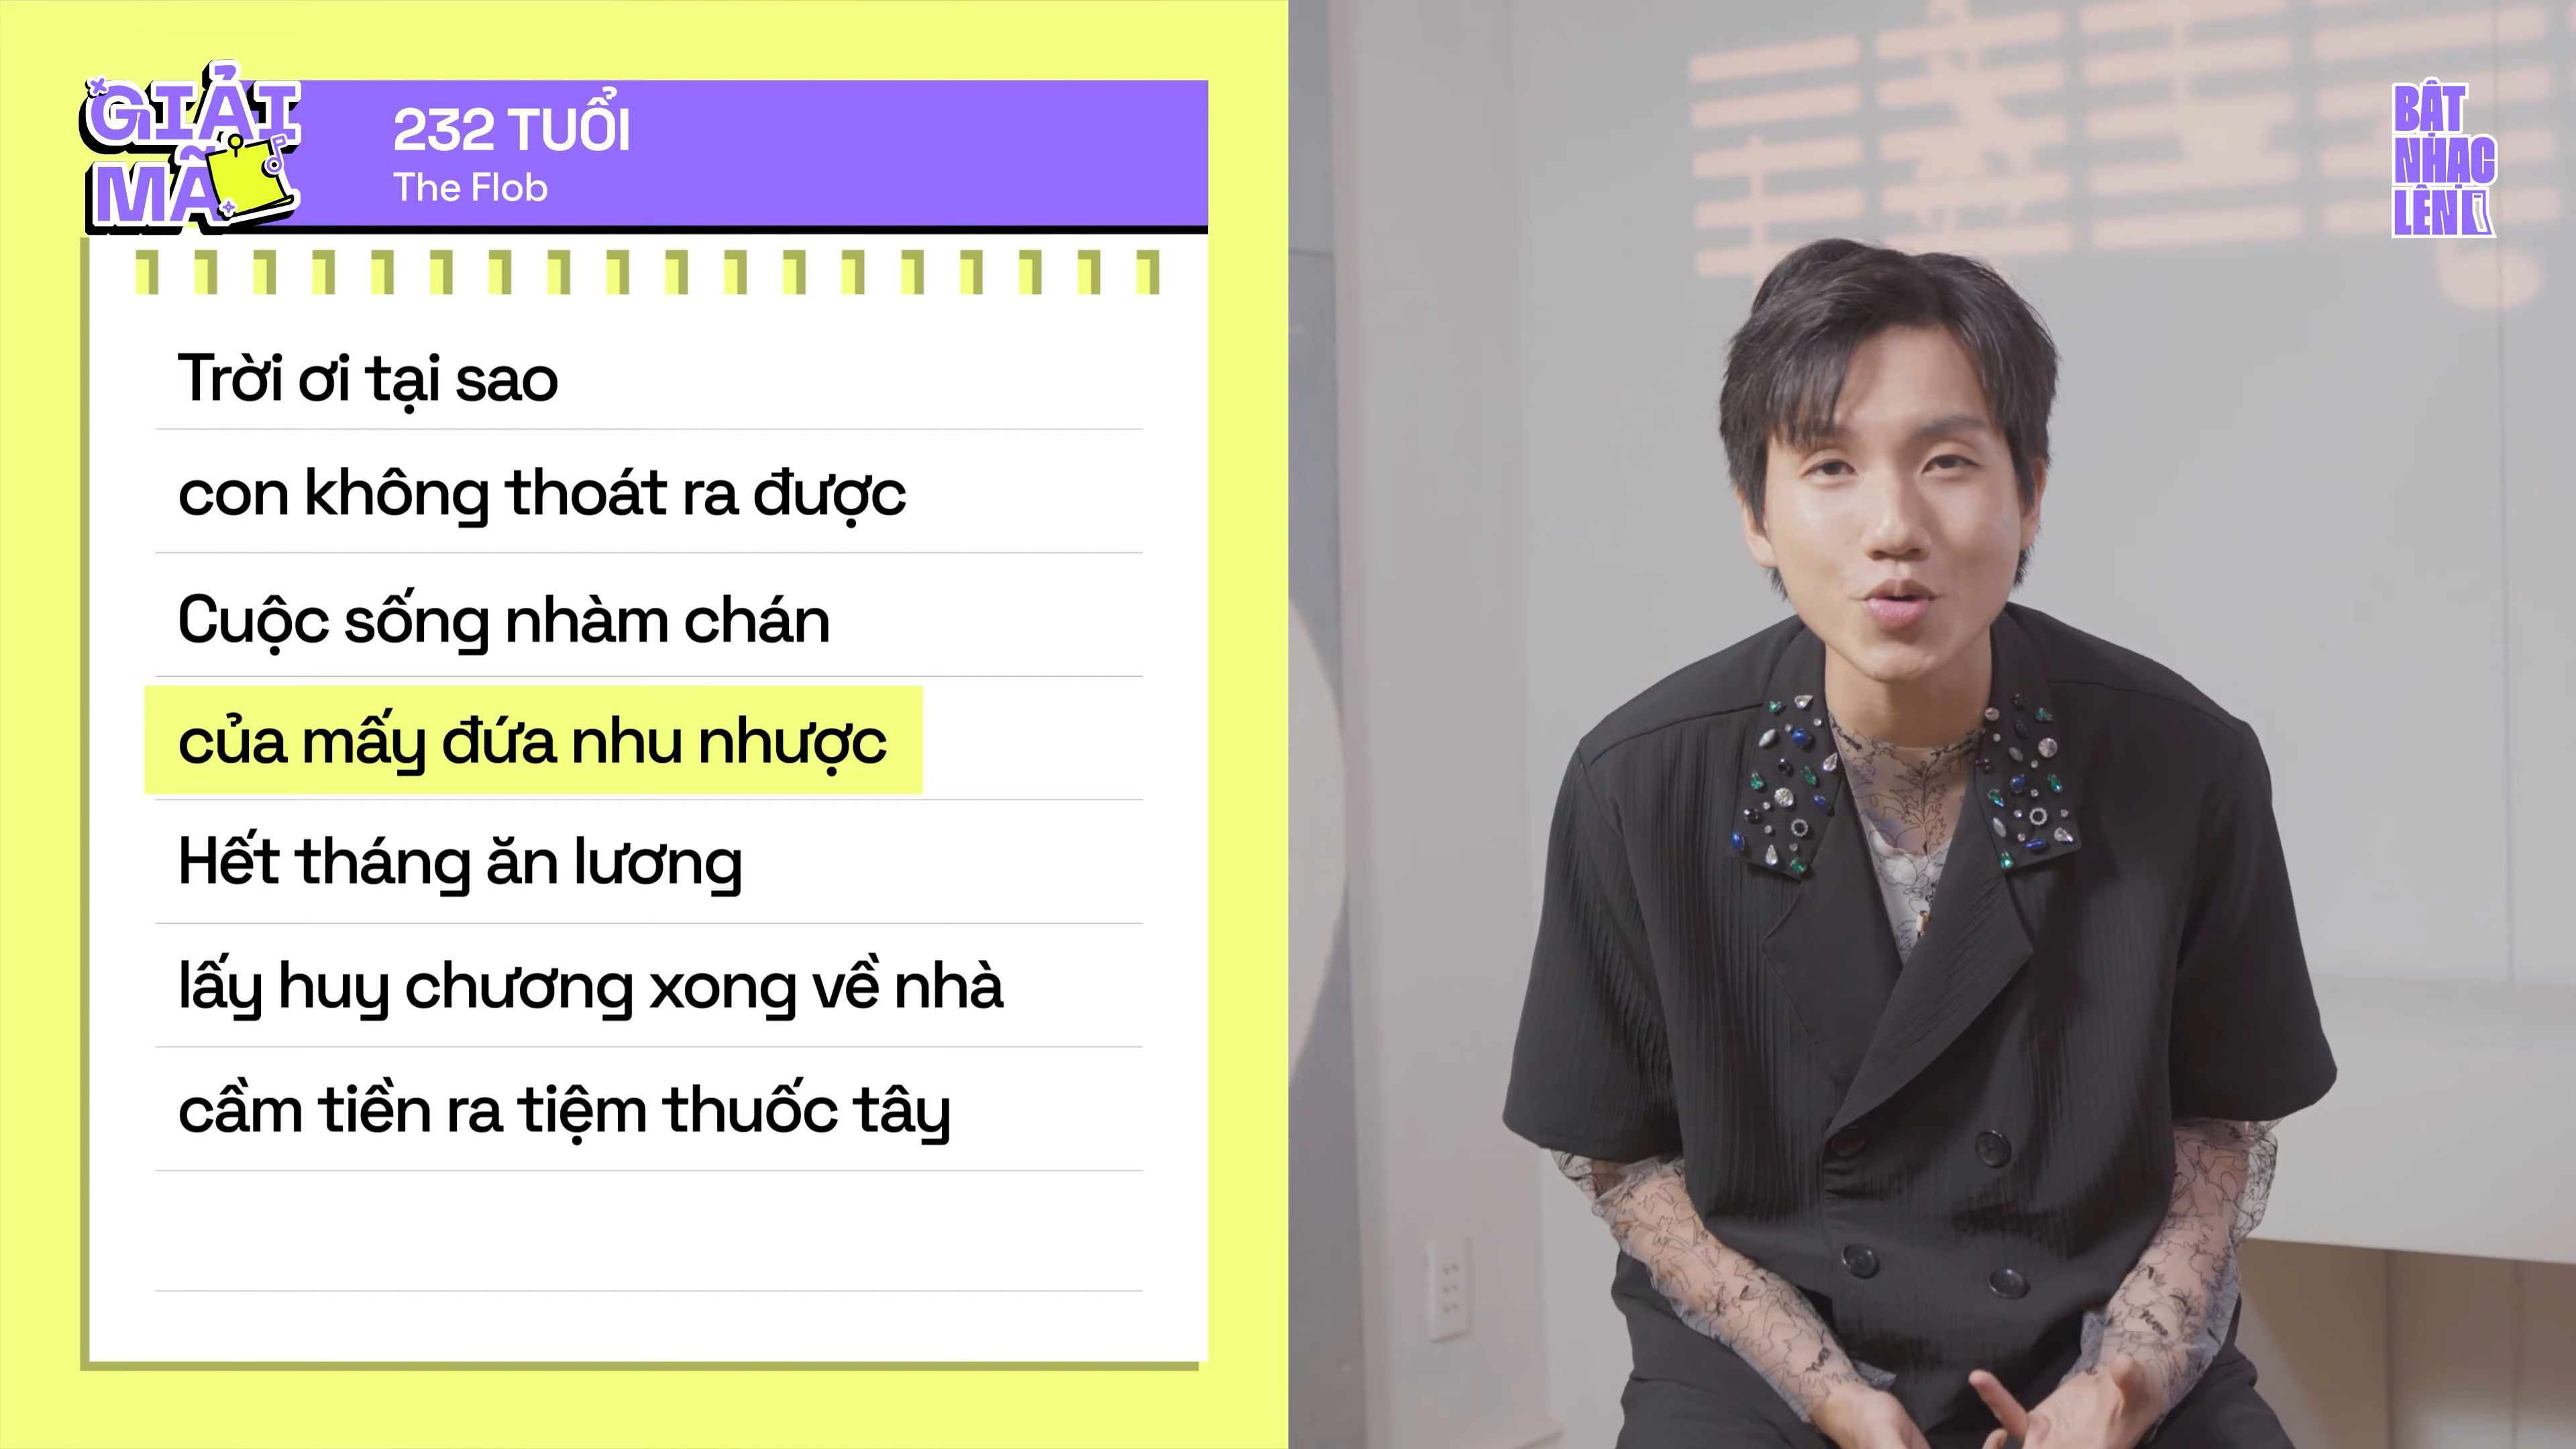 GIẢI
MÃ
232 TUỔI
The Flob
Trời ơi tại sao
con không thoát ra được
Cuộc sống nhàm chán
của mấy đứa nhu nhược
Hết tháng ăn lương
lấy huy chương xong về nhà
cầm tiền ra tiệm thuốc tây
BẬT
NHẠC
LÊN